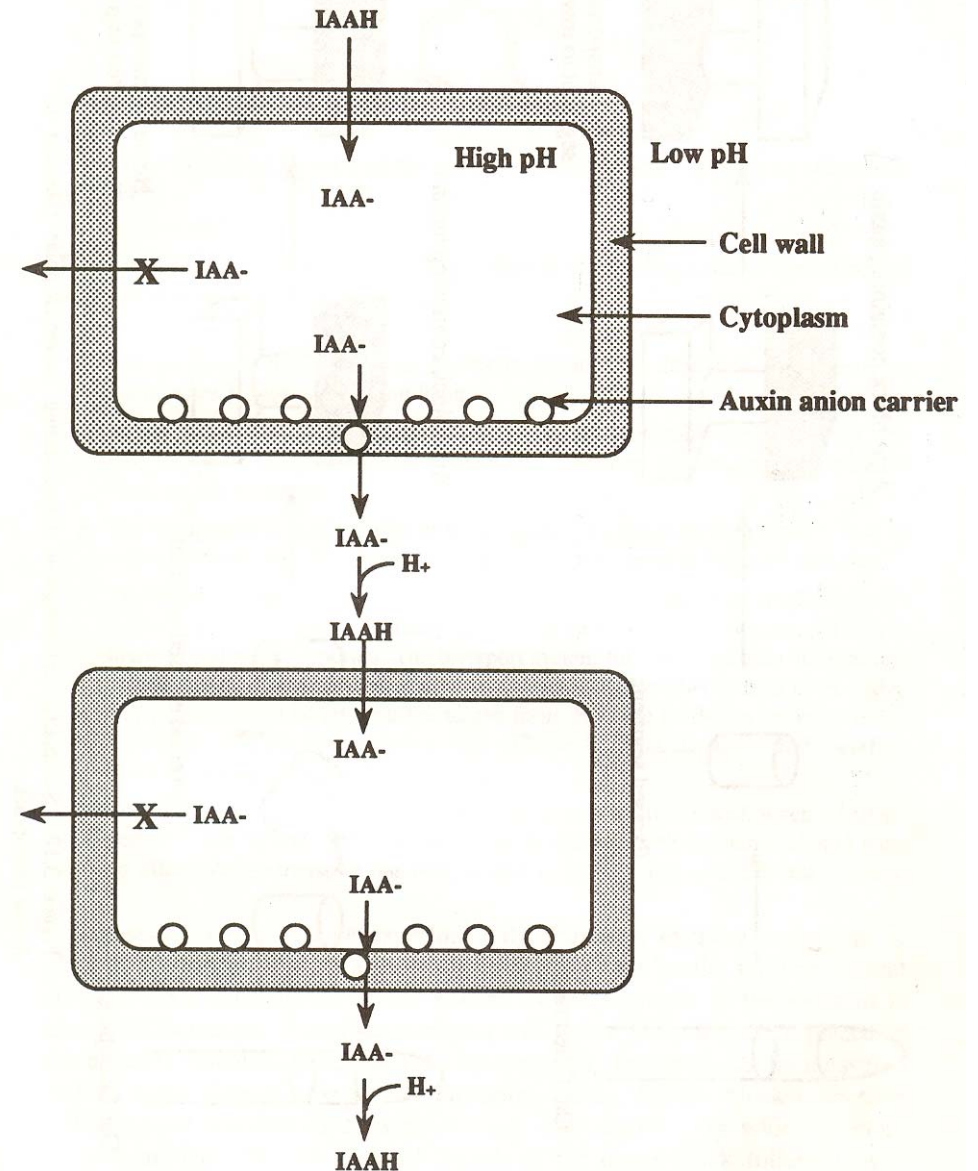 IAAH
High pH
Low pH
IAA-
Cell wall
X
IAA-
Cytoplasm
IAA-
Auxin anion carrier
IAA-
H+
IAAH
IAA-
X
IAA-
IAA-
IAA-
H+
IAAH